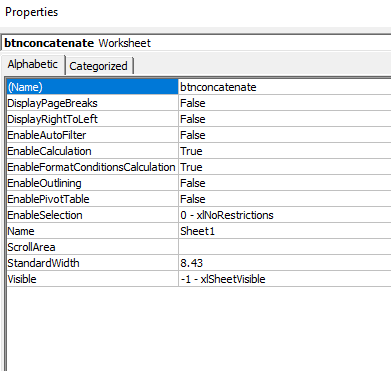 Properties
btnconcatenate Worksheet
Alphabetic Categorized
(Name) btnconcatenate
DisplayPageBreaks False
DisplayRightToLeft False
EnableAutoFilter False
EnableCalculation True
EnableFormatConditionsCalculation True
EnableOutlining False
EnablePivotTable False
EnableSelection 0 - xlNoRestrictions
Name Sheet1
ScrollArea
StandardWidth 8.43
Visible -1 - xlSheetVisible